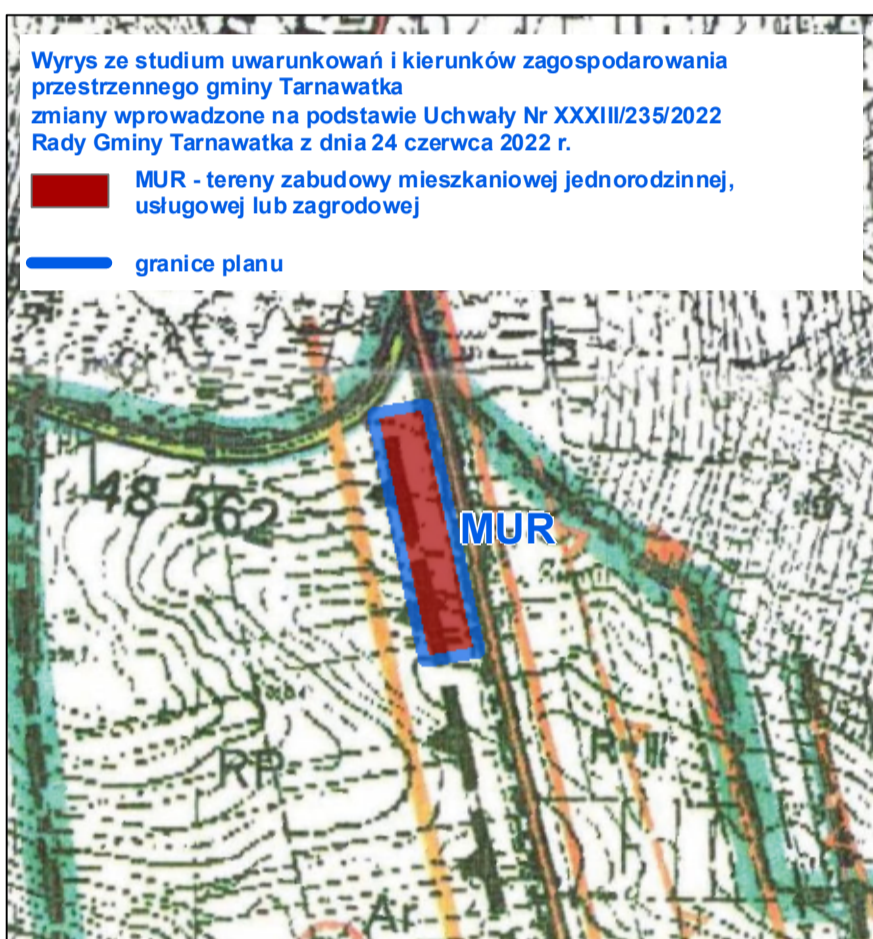 Wyrys ze studium uwarunkowań i kierunków zagospodarowania
przestrzennego gminy Tarnawatka
zmiany wprowadzone na podstawie Uchwały Nr XXXIII/235/2022
Rady Gminy Tarnawatka z dnia 24 czerwca 2022 r.
MUR - tereny zabudowy mieszkaniowej jednorodzinnej,
usługowej lub zagrodowej
granice planu
48 562
MUR
RP